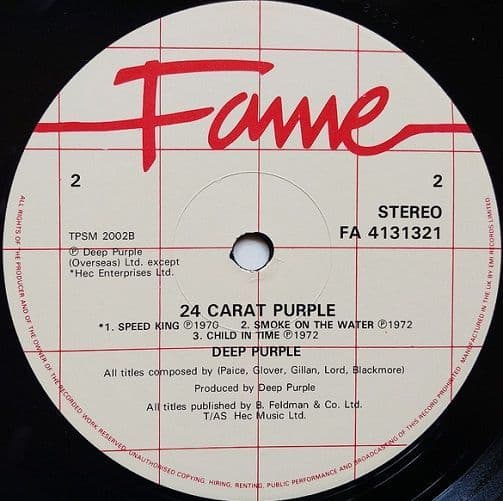 Fame
2 2
STEREO
TPSM 2002B FA 4131321
℗ Deep Purple
(Overseas) Ltd. except
*Hec Enterprises Ltd.
24 CARAT PURPLE
*1. SPEED KING ℗1970 2. SMOKE ON THE WATER ℗1972
3. CHILD IN TIME ℗1972
DEEP PURPLE
All titles composed by (Paice, Glover, Gillan, Lord, Blackmore)
Produced by Deep Purple
All titles published by B. Feldman & Co. Ltd.
T/AS Hec Music Ltd.
ALL RIGHTS OF THE PRODUCER AND OF THE OWNER OF THE RECORDED WORK RESERVED. UNAUTHORISED COPYING, HIRING, RENTING, PUBLIC PERFORMANCE AND BROADCASTING OF THIS RECORD PROHIBITED. MANUFACTURED IN THE UK BY EMI RECORDS LIMITED